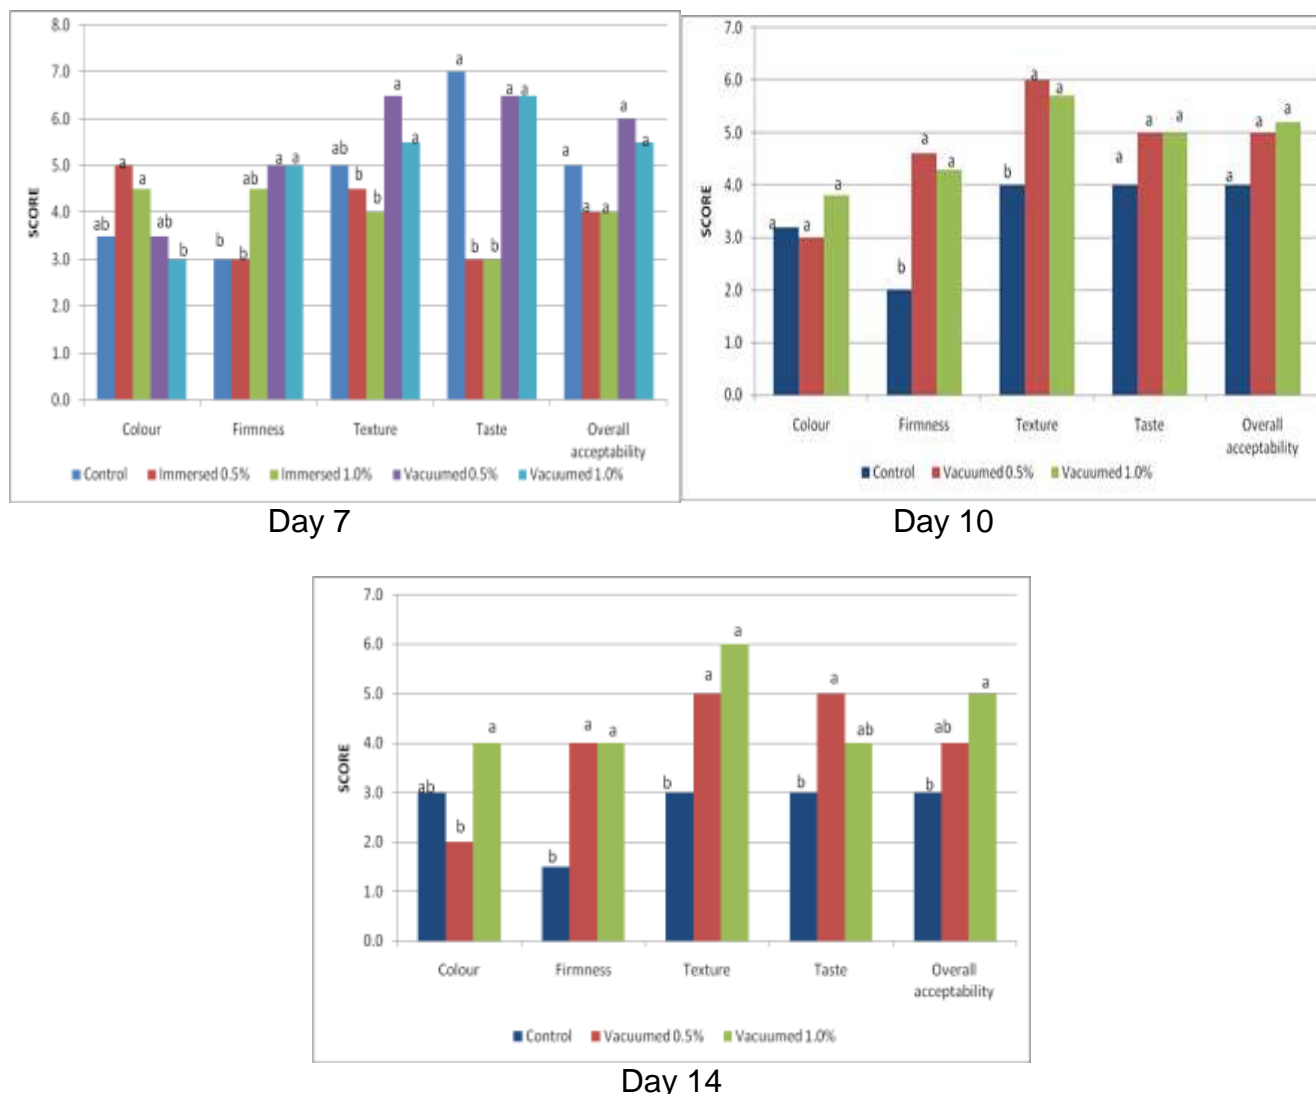 8.0
7.0
6.0
5.0
4.0
3.0
2.0
1.0
0.0
SCORE
ab a a ab b
b b ab a a
ab b b a a
a b b a a
a a a a a
Colour Firmness Texture Taste Overall acceptability
Control Immersed 0.5% Immersed 1.0% Vacuumed 0.5% Vacuumed 1.0%
Day 7
7.0
6.0
5.0
4.0
3.0
2.0
1.0
0.0
SCORE
a a a
b a a
b a a
a a a
a a a
Colour Firmness Texture Taste Overall acceptability
Control Vacuumed 0.5% Vacuumed 1.0%
Day 10
7.0
6.0
5.0
4.0
3.0
2.0
1.0
0.0
SCORE
ab b a
b a a
b a a
b a ab
b ab a
Colour Firmness Texture Taste Overall acceptability
Control Vacuumed 0.5% Vacuumed 1.0%
Day 14